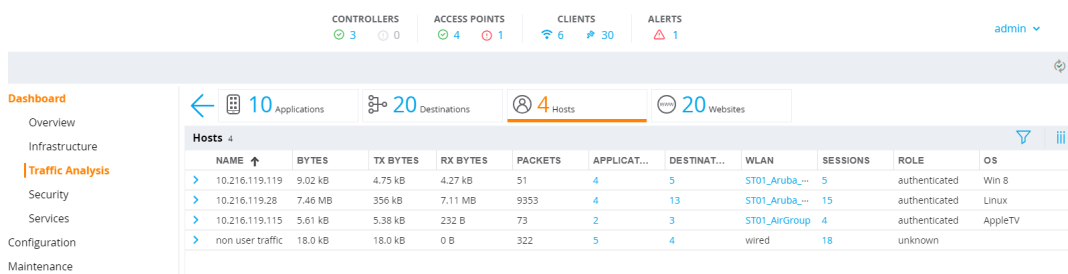 CONTROLLERS ACCESS POINTS CLIENTS ALERTS
3 0 4 1 6 30 1
admin
Dashboard
Overview
Infrastructure
Traffic Analysis
Security
Services
Configuration
Maintenance
10 Applications 20 Destinations 4 Hosts www 20 Websites
Hosts 4
NAME BYTES TX BYTES RX BYTES PACKETS APPLICAT... DESTINAT... WLAN SESSIONS ROLE OS
10.216.119.119 9.02 kB 4.75 kB 4.27 kB 51 4 5 ST01_Aruba_... 5 authenticated Win 8
10.216.119.28 7.46 MB 356 kB 7.11 MB 9353 4 13 ST01_Aruba_... 15 authenticated Linux
10.216.119.115 5.61 kB 5.38 kB 232 B 73 2 3 ST01_AirGroup 4 authenticated AppleTV
non user traffic 18.0 kB 18.0 kB 0 B 322 5 4 wired 18 unknown